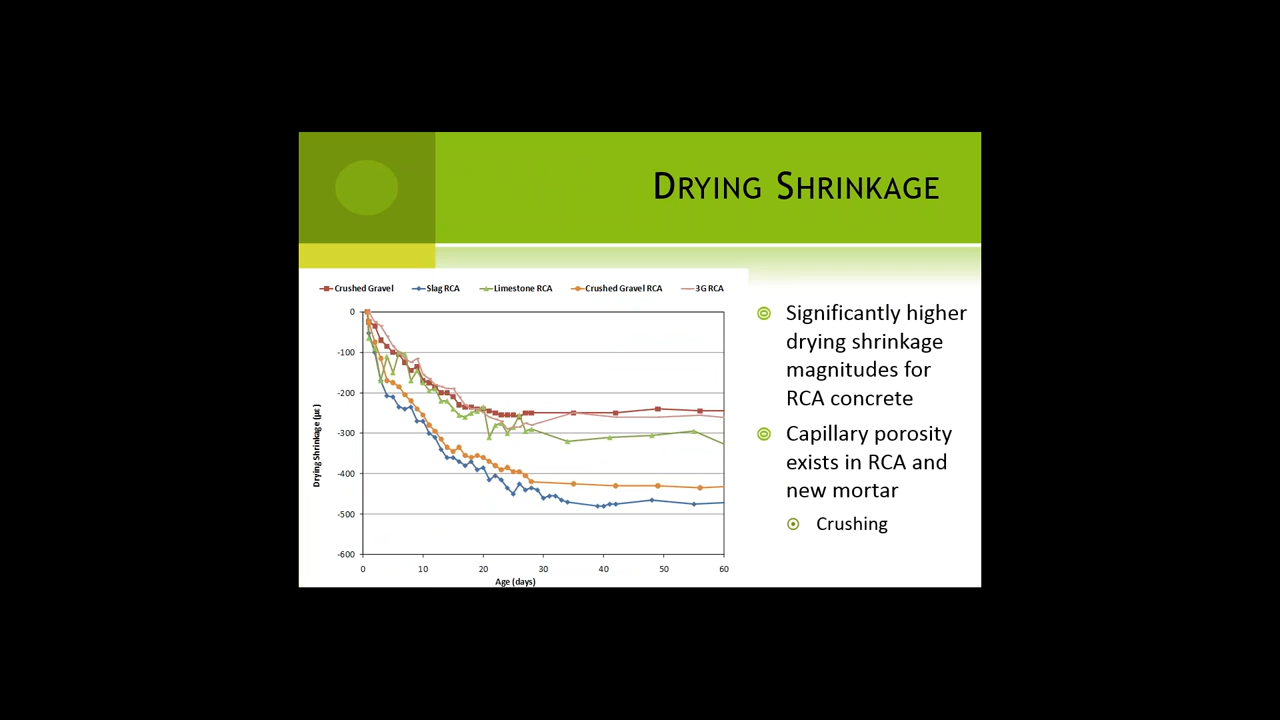 DRYING SHRINKAGE
Crushed Gravel Slag RCA Limestone RCA Crushed Gravel RCA 3G RCA
0
-100
-200
-300
-400
-500
-600
Drying Shrinkage (µε)
0 10 20 30 40 50 60
Age (days)
Significantly higher
drying shrinkage
magnitudes for
RCA concrete
Capillary porosity
exists in RCA and
new mortar
Crushing